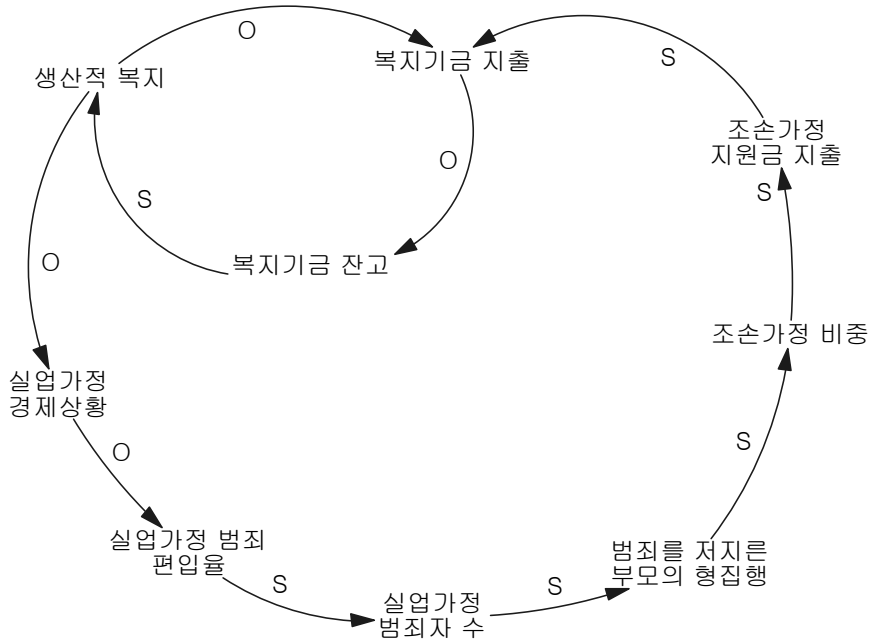 O
복지기금 지출
S
생산적 복지
조손가정
지원금 지출
O
S
S
복지기금 잔고
O
조손가정 비중
실업가정
경제상황
O
S
실업가정 범죄
편입율
범죄를 저지른
부모의 형집행
S
S
실업가정
범죄자 수